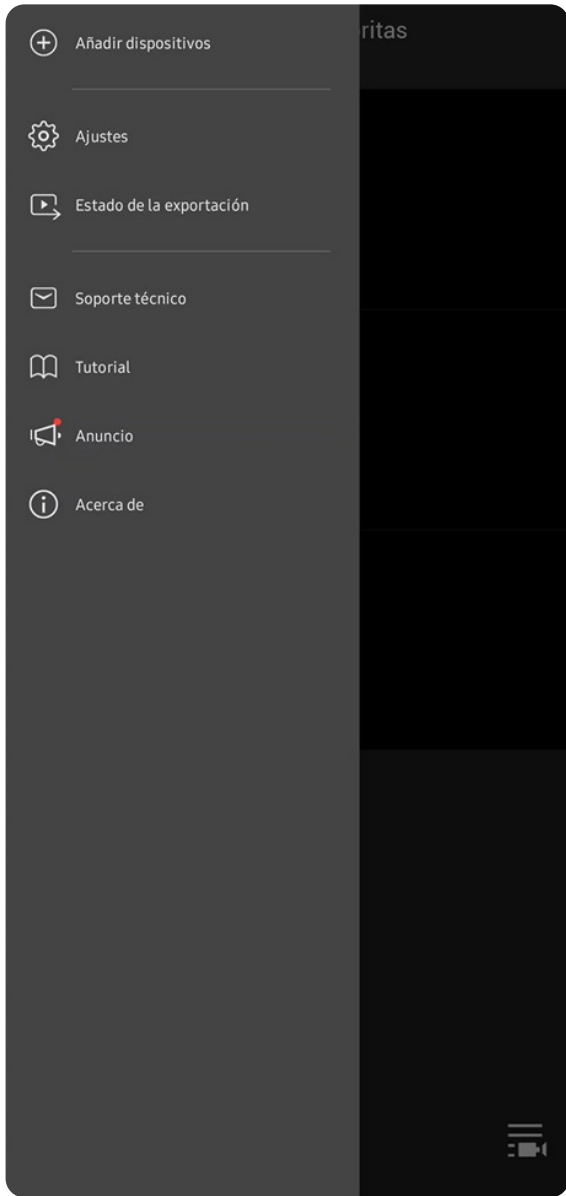 ritas
Añadir dispositivos
Ajustes
Estado de la exportación
Soporte técnico
Tutorial
Anuncio
Acerca de